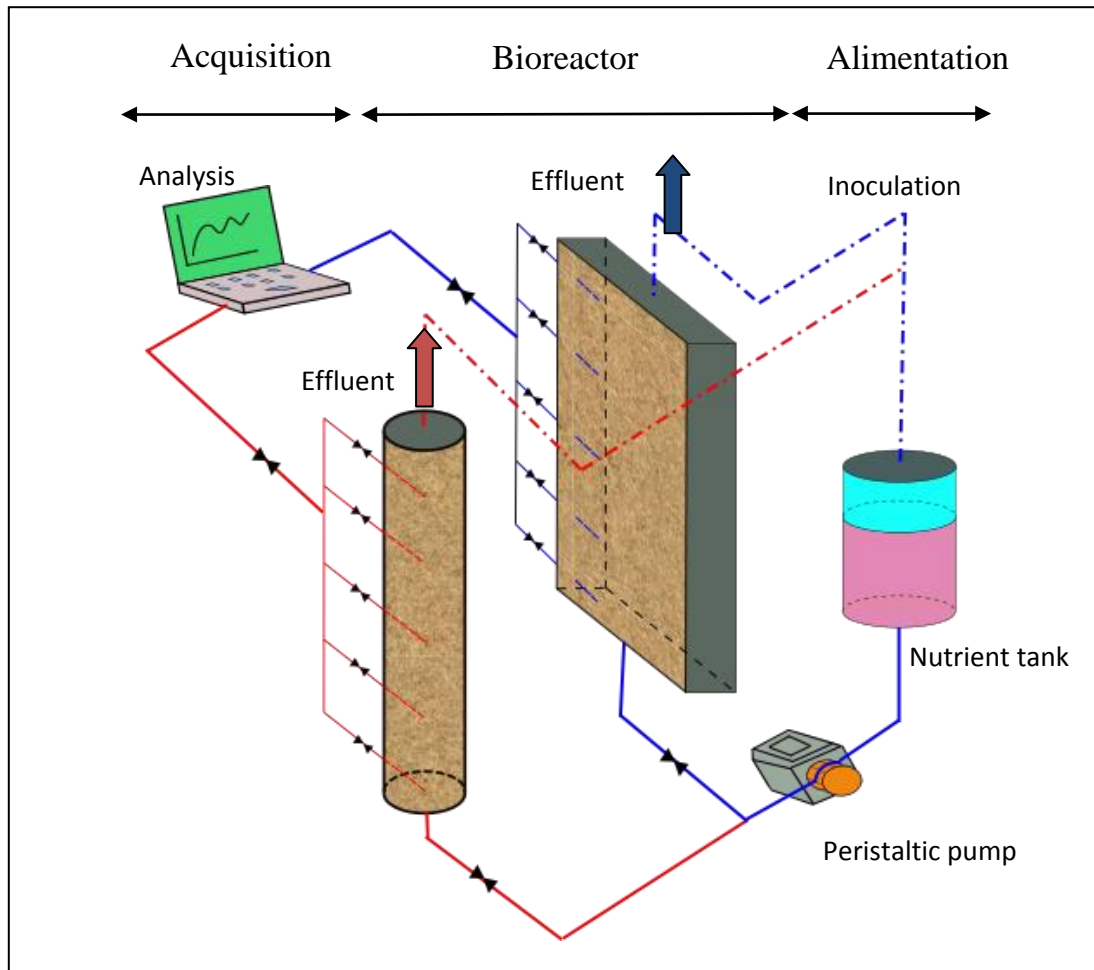 Acquisition
Bioreactor
Alimentation
Analysis
Effluent
Inoculation
Effluent
Nutrient tank
Peristaltic pump